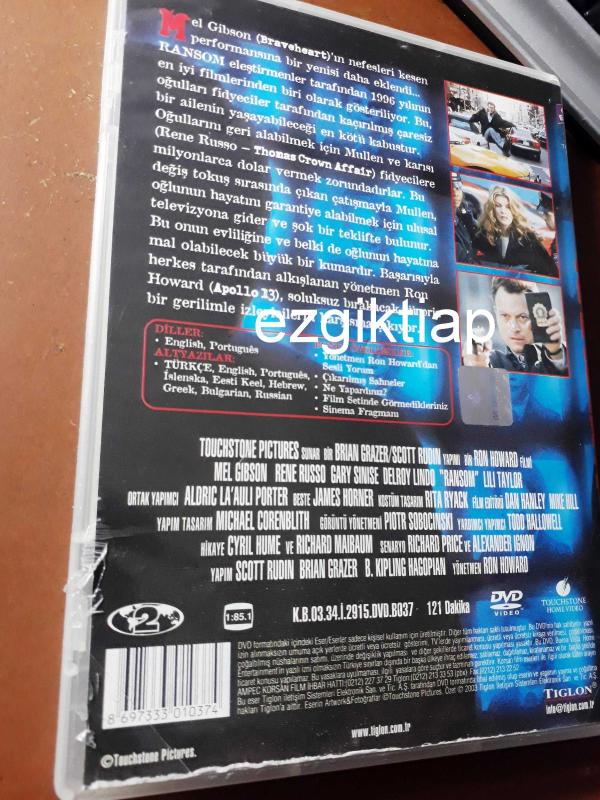 Mel Gibson (Braveheart)'ın nefesleri kesen
performansına bir yenisi daha eklendi...
RANSOM eleştirmenler tarafından 1996 yılının
en iyi filmlerinden biri olarak gösteriliyor. Bu,
oğulları fidyeciler tarafından kaçırılmış çaresiz
bir ailenin yaşayabileceği en kötü kabustur.
Oğullarını geri alabilmek için Mullen ve karısı
(Rene Russo – Thomas Crown Affair) fidyecilere
milyonlarca dolar vermek zorundadırlar. Bu
değiş tokuş sırasında çıkan çatışmayla Mullen,
oğlunun hayatını garantiye alabilmek için ulusal
televizyona gider ve şok bir teklifte bulunur.
Bu onun evliliğine ve belki de oğlunun hayatına
mal olabilecek büyük bir kumardır. Başarısıyla
herkes tarafından alkışlanan yönetmen Ron
Howard (Apollo 13), soluksuz bırakacak
bir gerilimle
ezgiktiap
DİLLER:
• English, Português
ALTYAZILAR:
• TÜRKÇE, English, Português,
Íslenska, Eesti Keel, Hebrew,
Greek, Bulgarian, Russian
• Yönetmen Ron Howard'dan
Sesli Yorum
• Çıkarılmış Sahneler
• Ne Yapardınız?
• Film Setinde Görmedikleriniz
• Sinema Fragmanı
TOUCHSTONE PICTURES SUNAR BİR BRIAN GRAZER/SCOTT RUDIN YAPIMI BİR RON HOWARD FİLMİ
MEL GIBSON RENE RUSSO GARY SINISE DELROY LINDO "RANSOM" LILI TAYLOR
ORTAK YAPIMCI ALDRIC LA'AULI PORTER BESTE JAMES HORNER KOSTÜM TASARIM RITA RYACK FİLM EDİTÖRÜ DAN HANLEY MIKE HILL
YAPIM TASARIM MICHAEL CORENBLITH GÖRÜNTÜ YÖNETMENİ PIOTR SOBOCINSKI YARDIMCI YAPIMCI TODD HALLOWELL
HİKAYE CYRIL HUME VE RICHARD MAIBAUM SENARYO RICHARD PRICE VE ALEXANDER IGNON
YAPIM SCOTT RUDIN BRIAN GRAZER B. KIPLING HAGOPIAN YÖNETMEN RON HOWARD
2
1:85.1
K.B.03.34.İ.2915.DVD.B037 121 Dakika
DVD VIDEO
TOUCHSTONE
HOME VIDEO
8 697333 010374
©Touchstone Pictures.
www.tiglon.com.tr
TIGLON
info@tiglon.com.tr